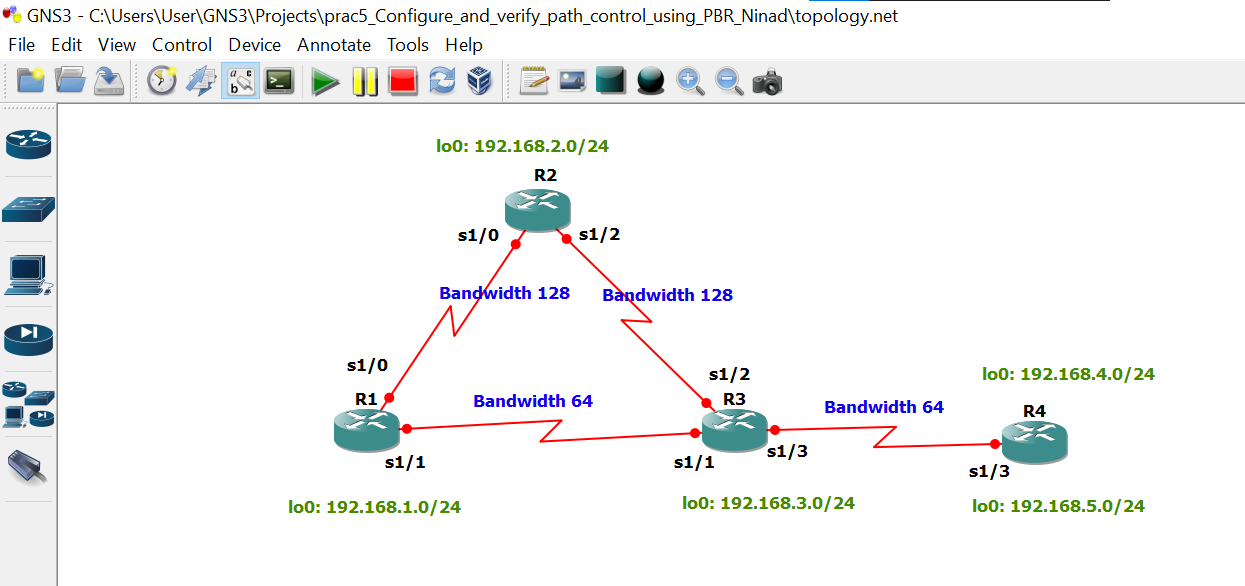 GNS3 - C:\Users\User\GNS3\Projects\prac5_Configure_and_verify_path_control_using_PBR_Ninad\topology.net
File Edit View Control Device Annotate Tools Help
lo0: 192.168.2.0/24
R2
s1/0 s1/2
Bandwidth 128 Bandwidth 128
s1/0 s1/2
lo0: 192.168.4.0/24
R1 Bandwidth 64 R3 Bandwidth 64 R4
s1/1 s1/1 s1/3 s1/3
lo0: 192.168.1.0/24 lo0: 192.168.3.0/24 lo0: 192.168.5.0/24